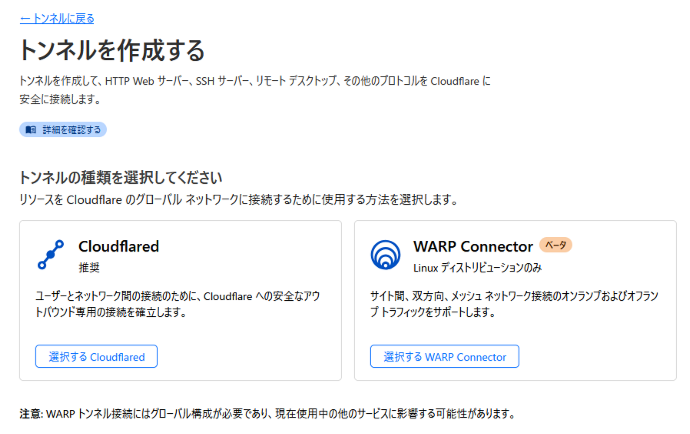 ← トンネルに戻る
トンネルを作成する
トンネルを作成して、HTTP Web サーバー、SSH サーバー、リモート デスクトップ、その他のプロトコルを Cloudflare に
安全に接続します。
詳細を確認する
トンネルの種類を選択してください
リソースを Cloudflare のグローバル ネットワークに接続するために使用する方法を選択します。
Cloudflared
推奨
ユーザーとネットワーク間の接続のために、Cloudflare への安全なアウ
トバウンド専用の接続を確立します。
選択する Cloudflared
WARP Connector ベータ
Linux ディストリビューションのみ
サイト間、双方向、メッシュ ネットワーク接続のオンランプおよびオフラン
プ トラフィックをサポートします。
選択する WARP Connector
注意: WARP トンネル接続にはグローバル構成が必要であり、現在使用中の他のサービスに影響する可能性があります。